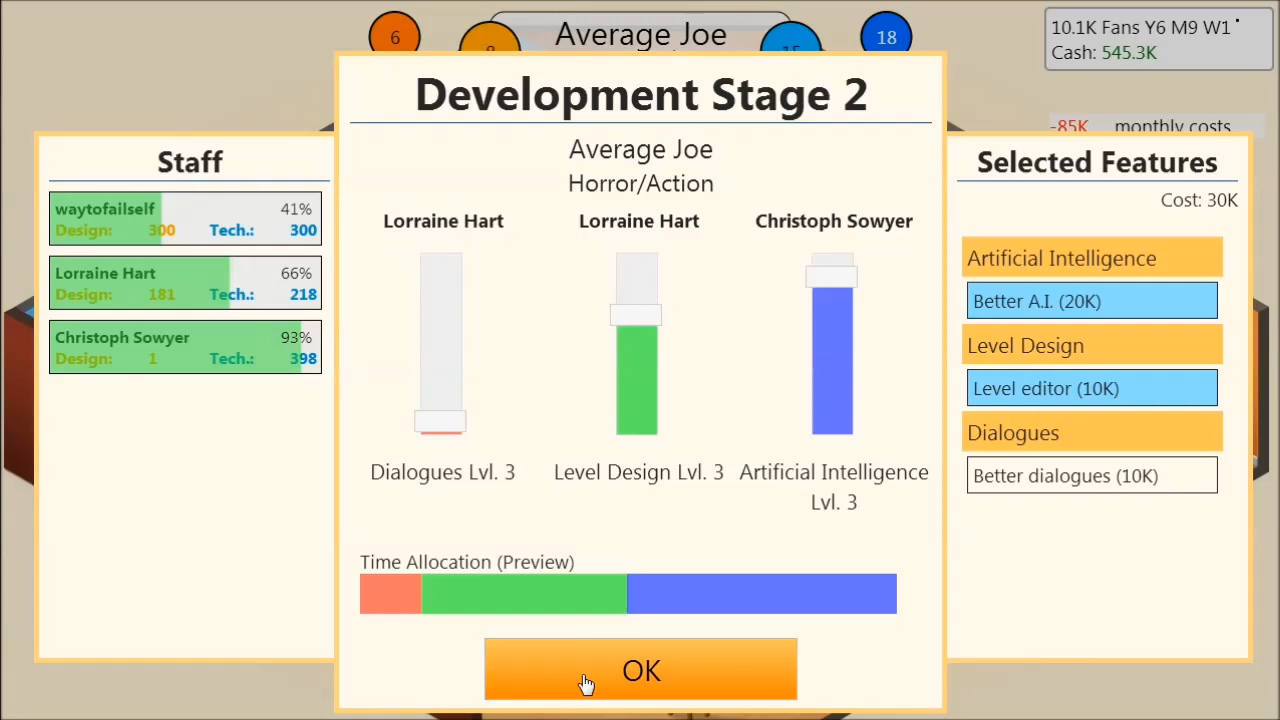 6
8
Average Joe
15
18
10.1K Fans Y6 M9 W1
Cash: 545.3K
-85K monthly costs
Staff
waytofailself 41%
Design: 300 Tech.: 300
Lorraine Hart 66%
Design: 181 Tech.: 218
Christoph Sowyer 93%
Design: 1 Tech.: 398
Development Stage 2
Average Joe
Horror/Action
Lorraine Hart Lorraine Hart Christoph Sowyer
Dialogues Lvl. 3 Level Design Lvl. 3 Artificial Intelligence
Lvl. 3
Time Allocation (Preview)
OK
Selected Features
Cost: 30K
Artificial Intelligence
Better A.I. (20K)
Level Design
Level editor (10K)
Dialogues
Better dialogues (10K)